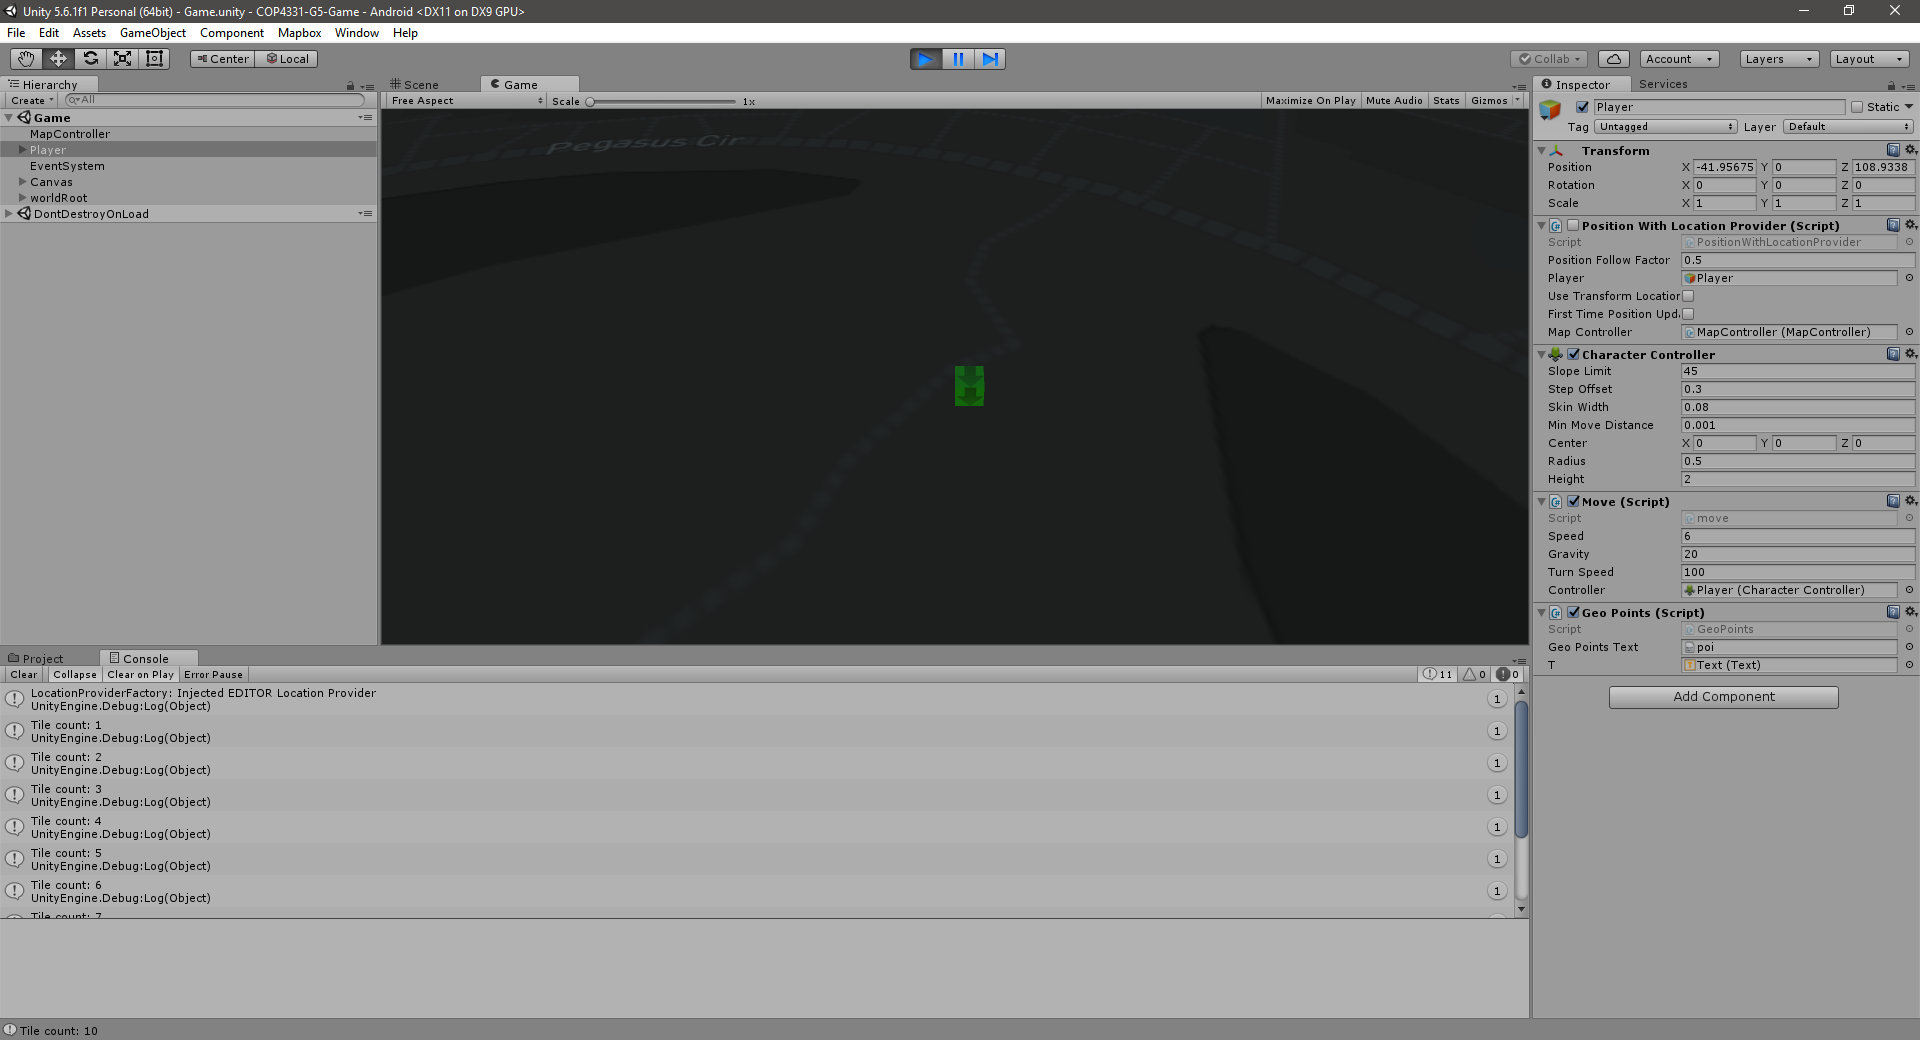 Unity 5.6.1f1 Personal (64bit) - Game.unity - COP4331-G5-Game - Android <DX11 on DX9 GPU>
File Edit Assets GameObject Component Mapbox Window Help
Center Local
Collab Account Layers Layout
Hierarchy
Create All
Game
MapController
Player
EventSystem
Canvas
worldRoot
DontDestroyOnLoad
Scene Game
Free Aspect Scale 1x Maximize On Play Mute Audio Stats Gizmos
Pegasus Cir
Project Console
Clear Collapse Clear on Play Error Pause 11 0 0
LocationProviderFactory: Injected EDITOR Location Provider
UnityEngine.Debug:Log(Object)
1
Tile count: 1
UnityEngine.Debug:Log(Object)
1
Tile count: 2
UnityEngine.Debug:Log(Object)
1
Tile count: 3
UnityEngine.Debug:Log(Object)
1
Tile count: 4
UnityEngine.Debug:Log(Object)
1
Tile count: 5
UnityEngine.Debug:Log(Object)
1
Tile count: 6
UnityEngine.Debug:Log(Object)
1
Tile count: 7
Tile count: 10
Inspector Services
Player Static
Tag Untagged Layer Default
Transform
Position X -41.95675 Y 0 Z 108.9338
Rotation X 0 Y 0 Z 0
Scale X 1 Y 1 Z 1
Position With Location Provider (Script)
Script PositionWithLocationProvider
Position Follow Factor 0.5
Player Player
Use Transform Location
First Time Position Upd
Map Controller MapController (MapController)
Character Controller
Slope Limit 45
Step Offset 0.3
Skin Width 0.08
Min Move Distance 0.001
Center X 0 Y 0 Z 0
Radius 0.5
Height 2
Move (Script)
Script move
Speed 6
Gravity 20
Turn Speed 100
Controller Player (Character Controller)
Geo Points (Script)
Script GeoPoints
Geo Points Text poi
T Text (Text)
Add Component